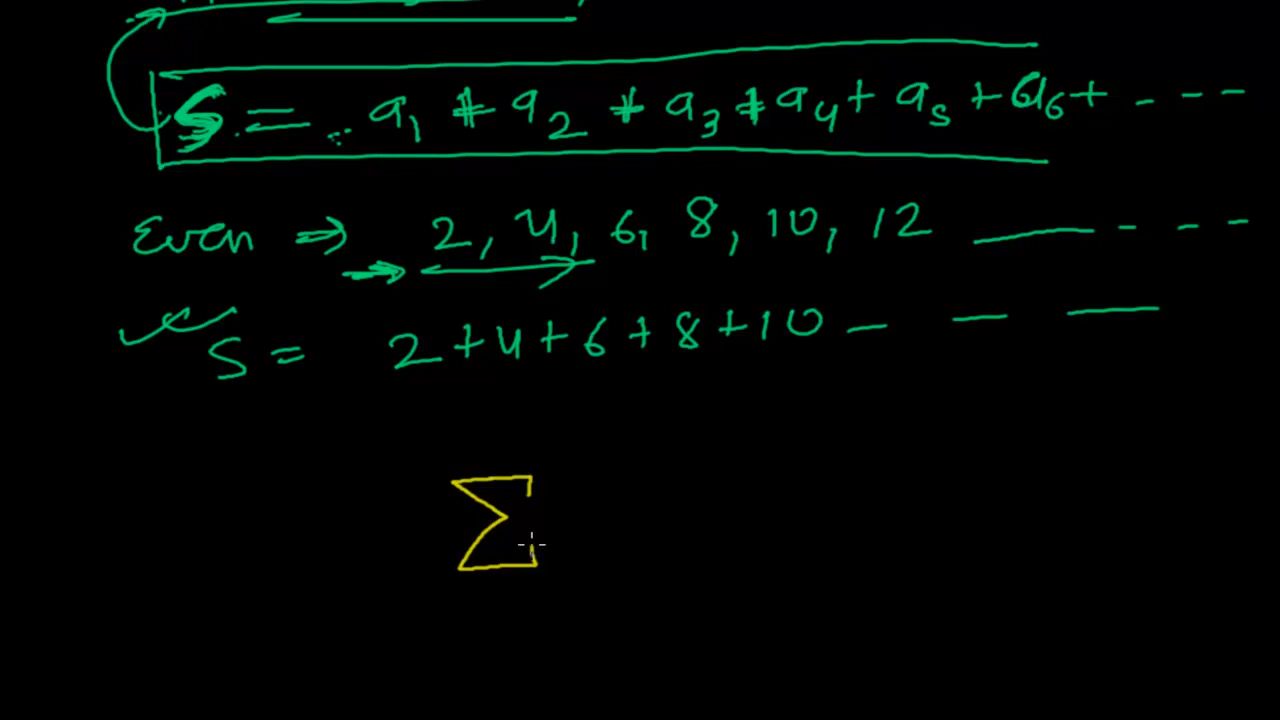 S = a₁ + a₂ + a₃ + a₄ + a₅ + a₆ + - - - -
Even ⇒ 2, 4, 6, 8, 10, 12 — - - -
S = 2 + 4 + 6 + 8 + 10 — — —
Σ